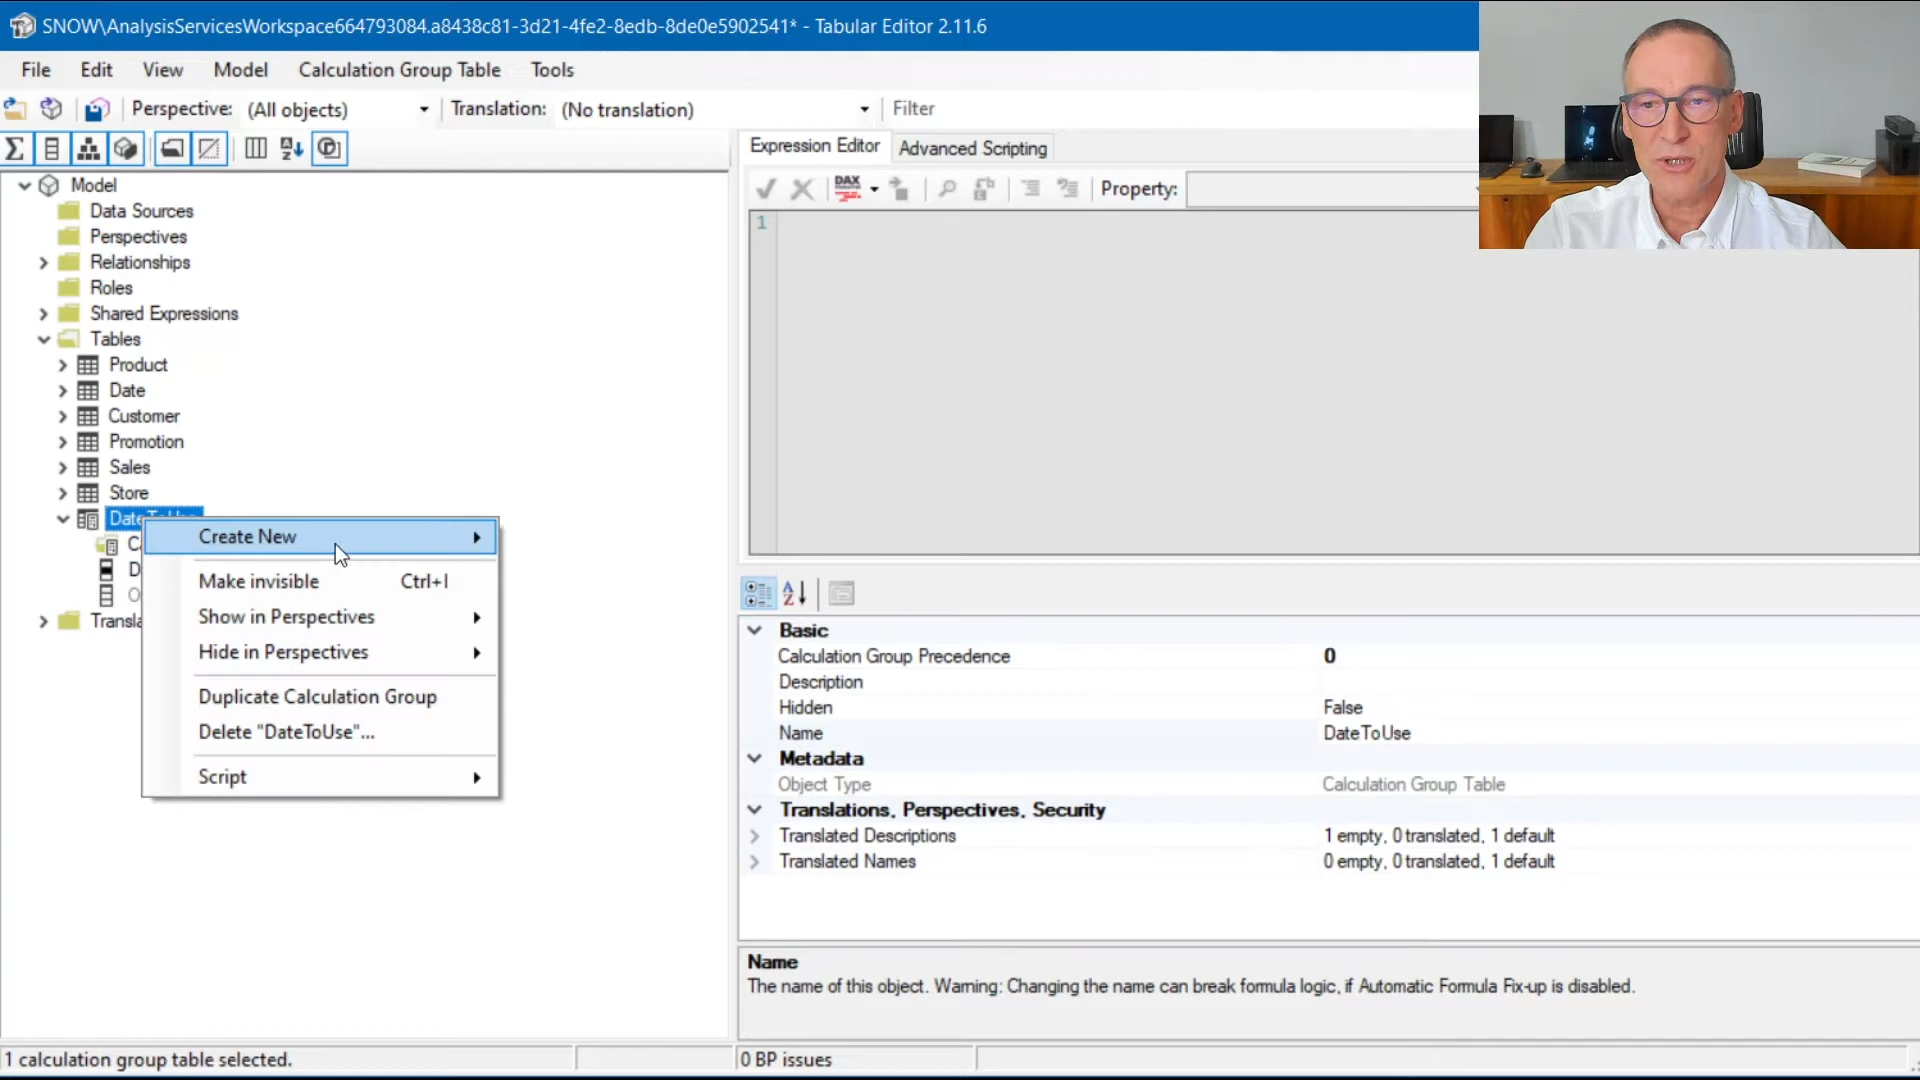 SNOW\AnalysisServicesWorkspace664793084.a8438c81-3d21-4fe2-8edb-8de0e5902541* - Tabular Editor 2.11.6
File Edit View Model Calculation Group Table Tools
Perspective: (All objects) Translation: (No translation) Filter
Expression Editor Advanced Scripting
DAX Property:
1
Model
Data Sources
Perspectives
Relationships
Roles
Shared Expressions
Tables
Product
Date
Customer
Promotion
Sales
Store
DateToUse
Create New
Make invisible Ctrl+I
Show in Perspectives
Hide in Perspectives
Duplicate Calculation Group
Delete "DateToUse"...
Script
Basic
Calculation Group Precedence 0
Description
Hidden False
Name DateToUse
Metadata
Object Type Calculation Group Table
Translations, Perspectives, Security
Translated Descriptions 1 empty, 0 translated, 1 default
Translated Names 0 empty, 0 translated, 1 default
Name
The name of this object. Warning: Changing the name can break formula logic, if Automatic Formula Fix-up is disabled.
1 calculation group table selected. 0 BP issues